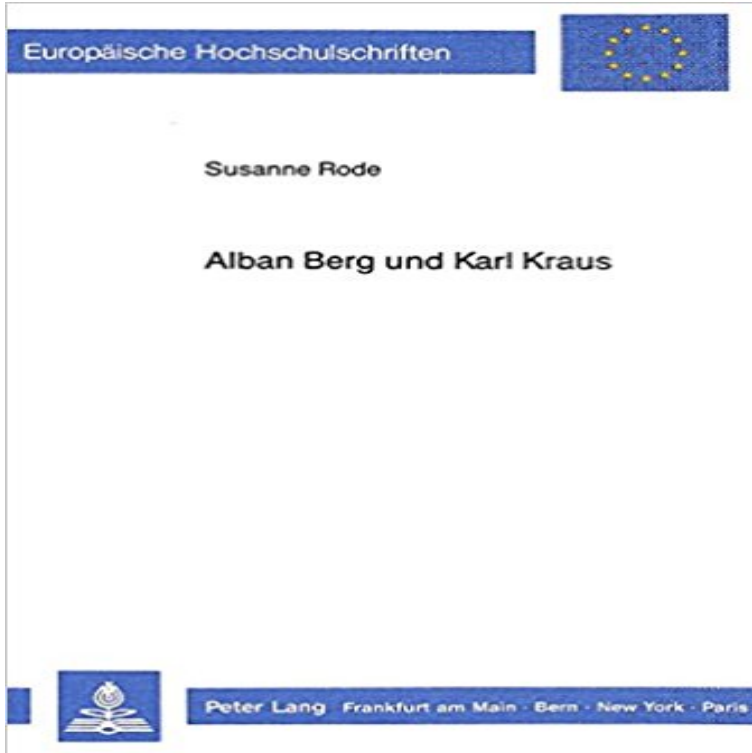 Europäische Hochschulschriften
Susanne Rode
Alban Berg und Karl Kraus
Peter Lang Frankfurt am Main · Bern · New York · Paris